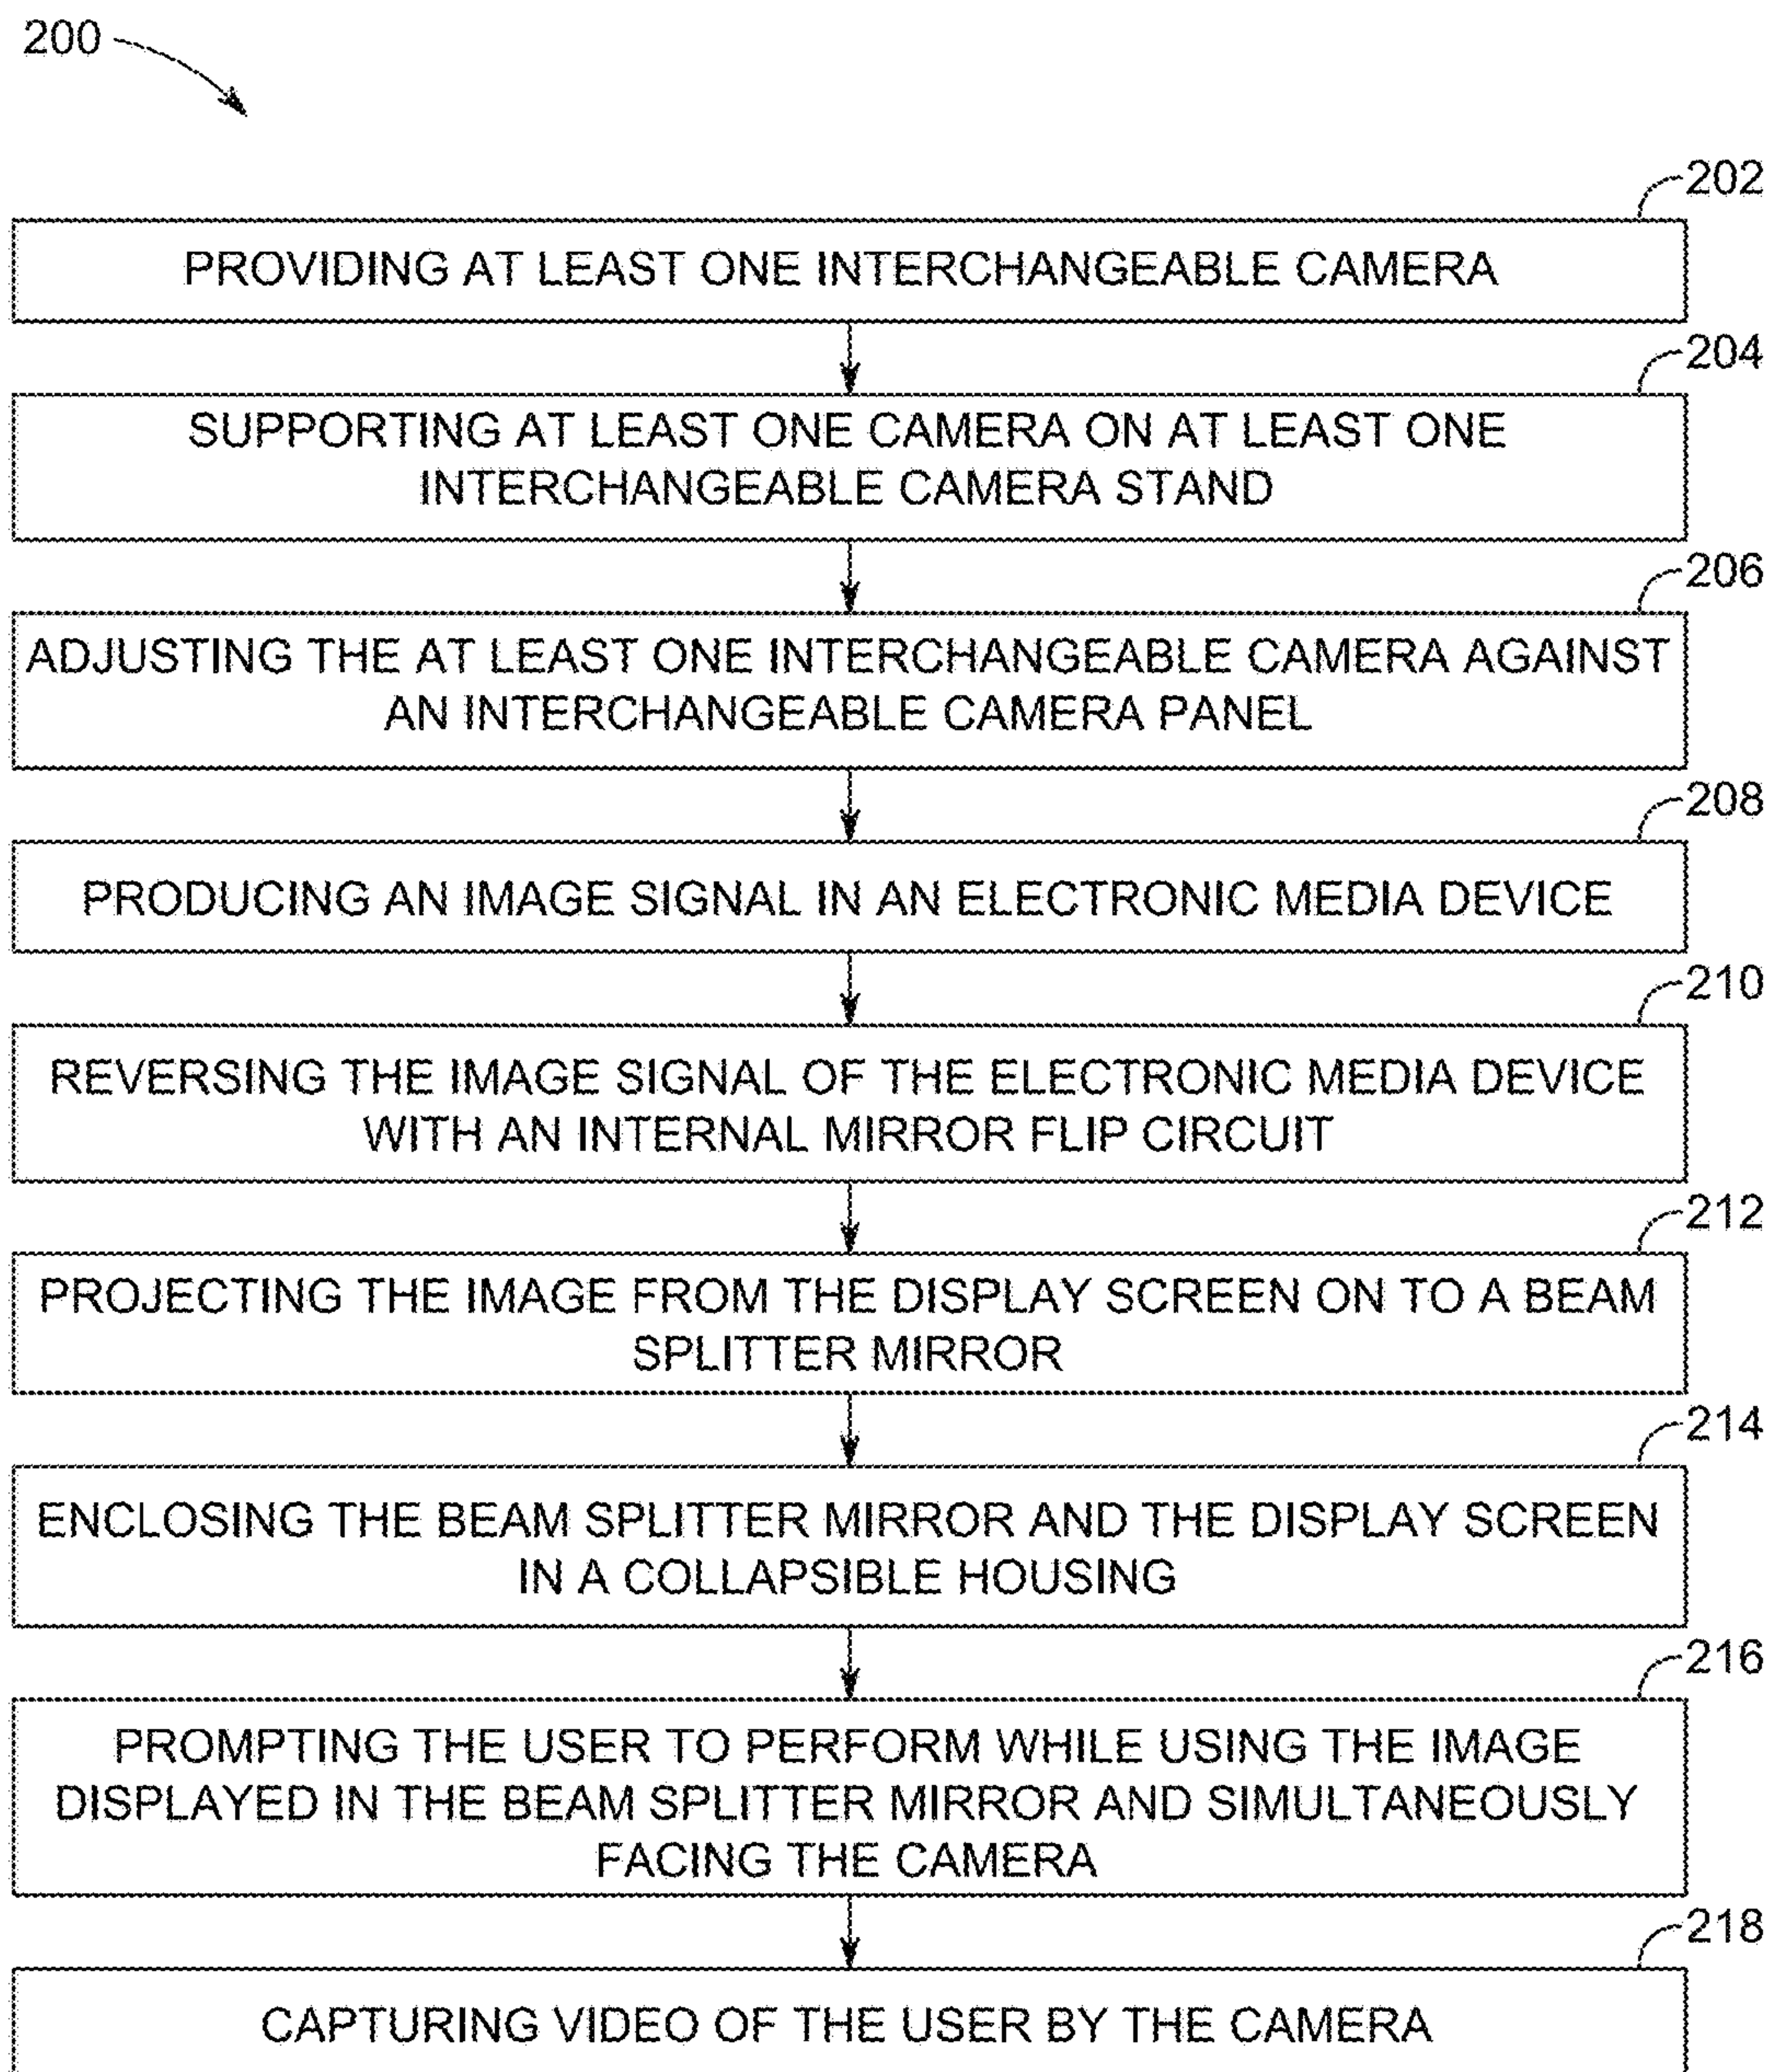 200
202
PROVIDING AT LEAST ONE INTERCHANGEABLE CAMERA
204
SUPPORTING AT LEAST ONE CAMERA ON AT LEAST ONE
INTERCHANGEABLE CAMERA STAND
206
ADJUSTING THE AT LEAST ONE INTERCHANGEABLE CAMERA AGAINST
AN INTERCHANGEABLE CAMERA PANEL
208
PRODUCING AN IMAGE SIGNAL IN AN ELECTRONIC MEDIA DEVICE
210
REVERSING THE IMAGE SIGNAL OF THE ELECTRONIC MEDIA DEVICE
WITH AN INTERNAL MIRROR FLIP CIRCUIT
212
PROJECTING THE IMAGE FROM THE DISPLAY SCREEN ON TO A BEAM
SPLITTER MIRROR
214
ENCLOSING THE BEAM SPLITTER MIRROR AND THE DISPLAY SCREEN
IN A COLLAPSIBLE HOUSING
216
PROMPTING THE USER TO PERFORM WHILE USING THE IMAGE
DISPLAYED IN THE BEAM SPLITTER MIRROR AND SIMULTANEOUSLY
FACING THE CAMERA
218
CAPTURING VIDEO OF THE USER BY THE CAMERA